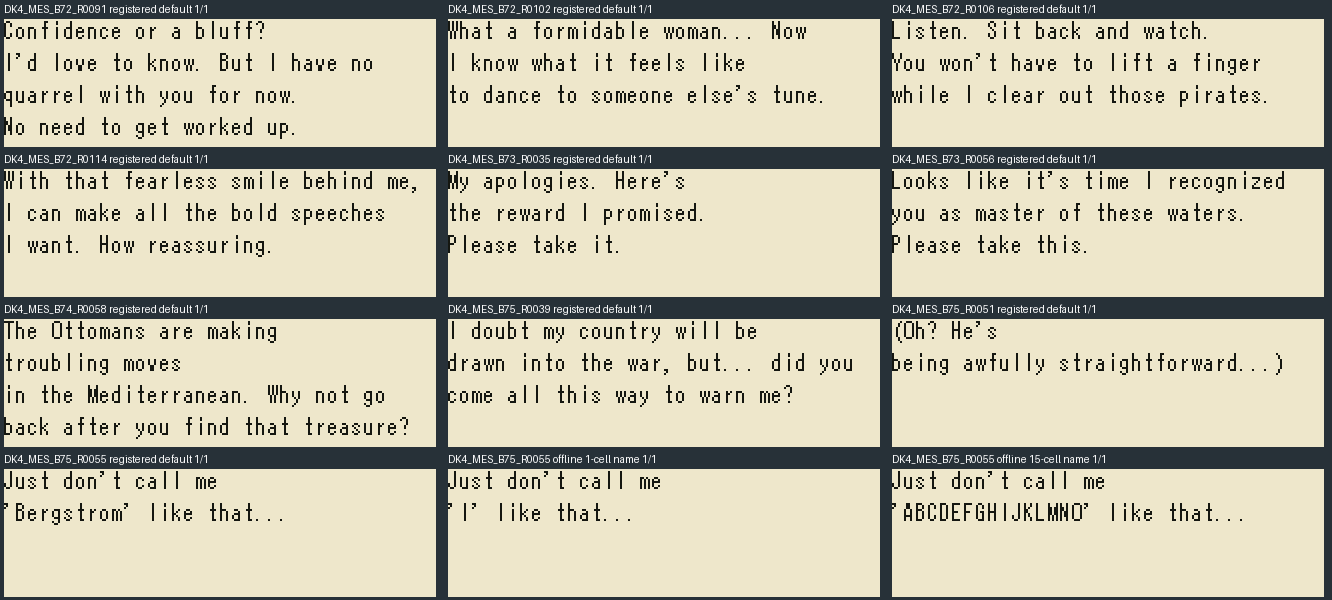 DK4_MES_B72_R0091 registered default 1/1
Confidence or a bluff?
I'd love to know. But I have no
quarrel with you for now.
No need to get worked up.
DK4_MES_B72_R0102 registered default 1/1
What a formidable woman... Now
I know what it feels like
to dance to someone else's tune.
DK4_MES_B72_R0106 registered default 1/1
Listen. Sit back and watch.
You won't have to lift a finger
while I clear out those pirates.
DK4_MES_B72_R0114 registered default 1/1
With that fearless smile behind me,
I can make all the bold speeches
I want. How reassuring.
DK4_MES_B73_R0035 registered default 1/1
My apologies. Here's
the reward I promised.
Please take it.
DK4_MES_B73_R0056 registered default 1/1
Looks like it's time I recognized
you as master of these waters.
Please take this.
DK4_MES_B74_R0058 registered default 1/1
The Ottomans are making
troubling moves
in the Mediterranean. Why not go
back after you find that treasure?
DK4_MES_B75_R0039 registered default 1/1
I doubt my country will be
drawn into the war, but... did you
come all this way to warn me?
DK4_MES_B75_R0051 registered default 1/1
(Oh? He's
being awfully straightforward...)
DK4_MES_B75_R0055 registered default 1/1
Just don't call me
'Bergstrom' like that...
DK4_MES_B75_R0055 offline 1-cell name 1/1
Just don't call me
'I' like that...
DK4_MES_B75_R0055 offline 15-cell name 1/1
Just don't call me
'ABCDEFGHIJKLMNO' like that...